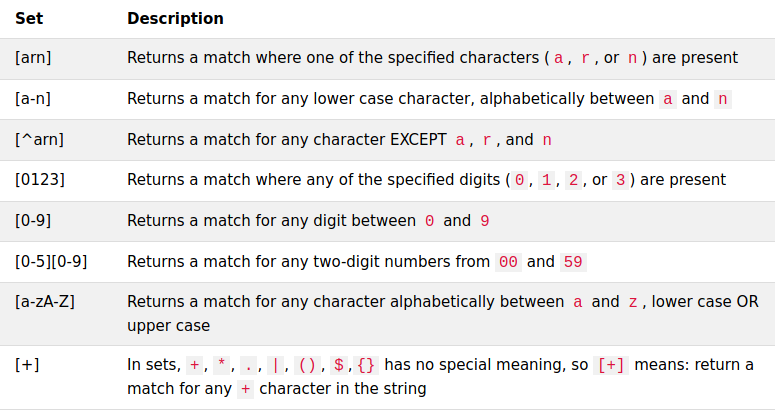 Set Description
[arn] Returns a match where one of the specified characters ( a , r , or n ) are present
[a-n] Returns a match for any lower case character, alphabetically between a and n
[^arn] Returns a match for any character EXCEPT a , r , and n
[0123] Returns a match where any of the specified digits ( 0 , 1 , 2 , or 3 ) are present
[0-9] Returns a match for any digit between 0 and 9
[0-5][0-9] Returns a match for any two-digit numbers from 00 and 59
[a-zA-Z] Returns a match for any character alphabetically between a and z , lower case OR
upper case
[+] In sets, + , * , . , | , () , $ , {} has no special meaning, so [+] means: return a
match for any + character in the string